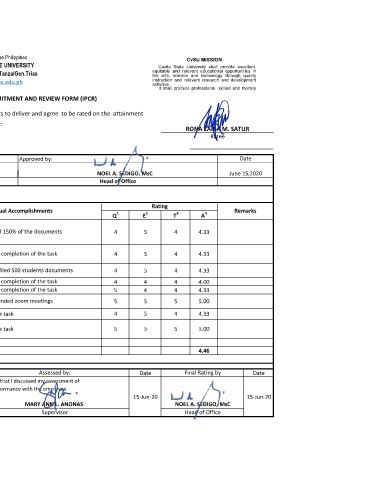 e Philippines
E UNIVERSITY
Tanza/Gen.Trias
u.edu.ph
CvSU MISSION
Cavite State University shall provide excellent,
equitable and relevant educational opportunities in
the arts, science and technology through quality
instruction and relevant research and development
activities.
It shall produce professional, skilled and morally
MITMENT AND REVIEW FORM (IPCR)
ts to deliver and agree to be rated on the attainment
:
M. SATUR
Ratee
Approved by:
Date
NOEL A. SEDIGO, MsC
June 15,2020
Head of Office
ual Accomplishments
Rating
Remarks
Q1 E2 T3 A4
d 150% of the documents 4 5 4 4.33
completion of the task 4 5 4 4.33
filed 500 students documents 4 5 4 4.33
completion of the task 4 4 4 4.00
completion of the task 5 4 4 4.33
nded zoom meetings 5 5 5 5.00
e task 4 5 4 4.33
e task 5 5 5 5.00
4.46
Assessed by: Date Final Rating by Date
that I discussed my assessment of
formance with the employee
15-Jun-20 15-Jun-20
MARY ANN L. ANONAS NOEL A. SEDIGO, MsC
Supervisor Head of Office